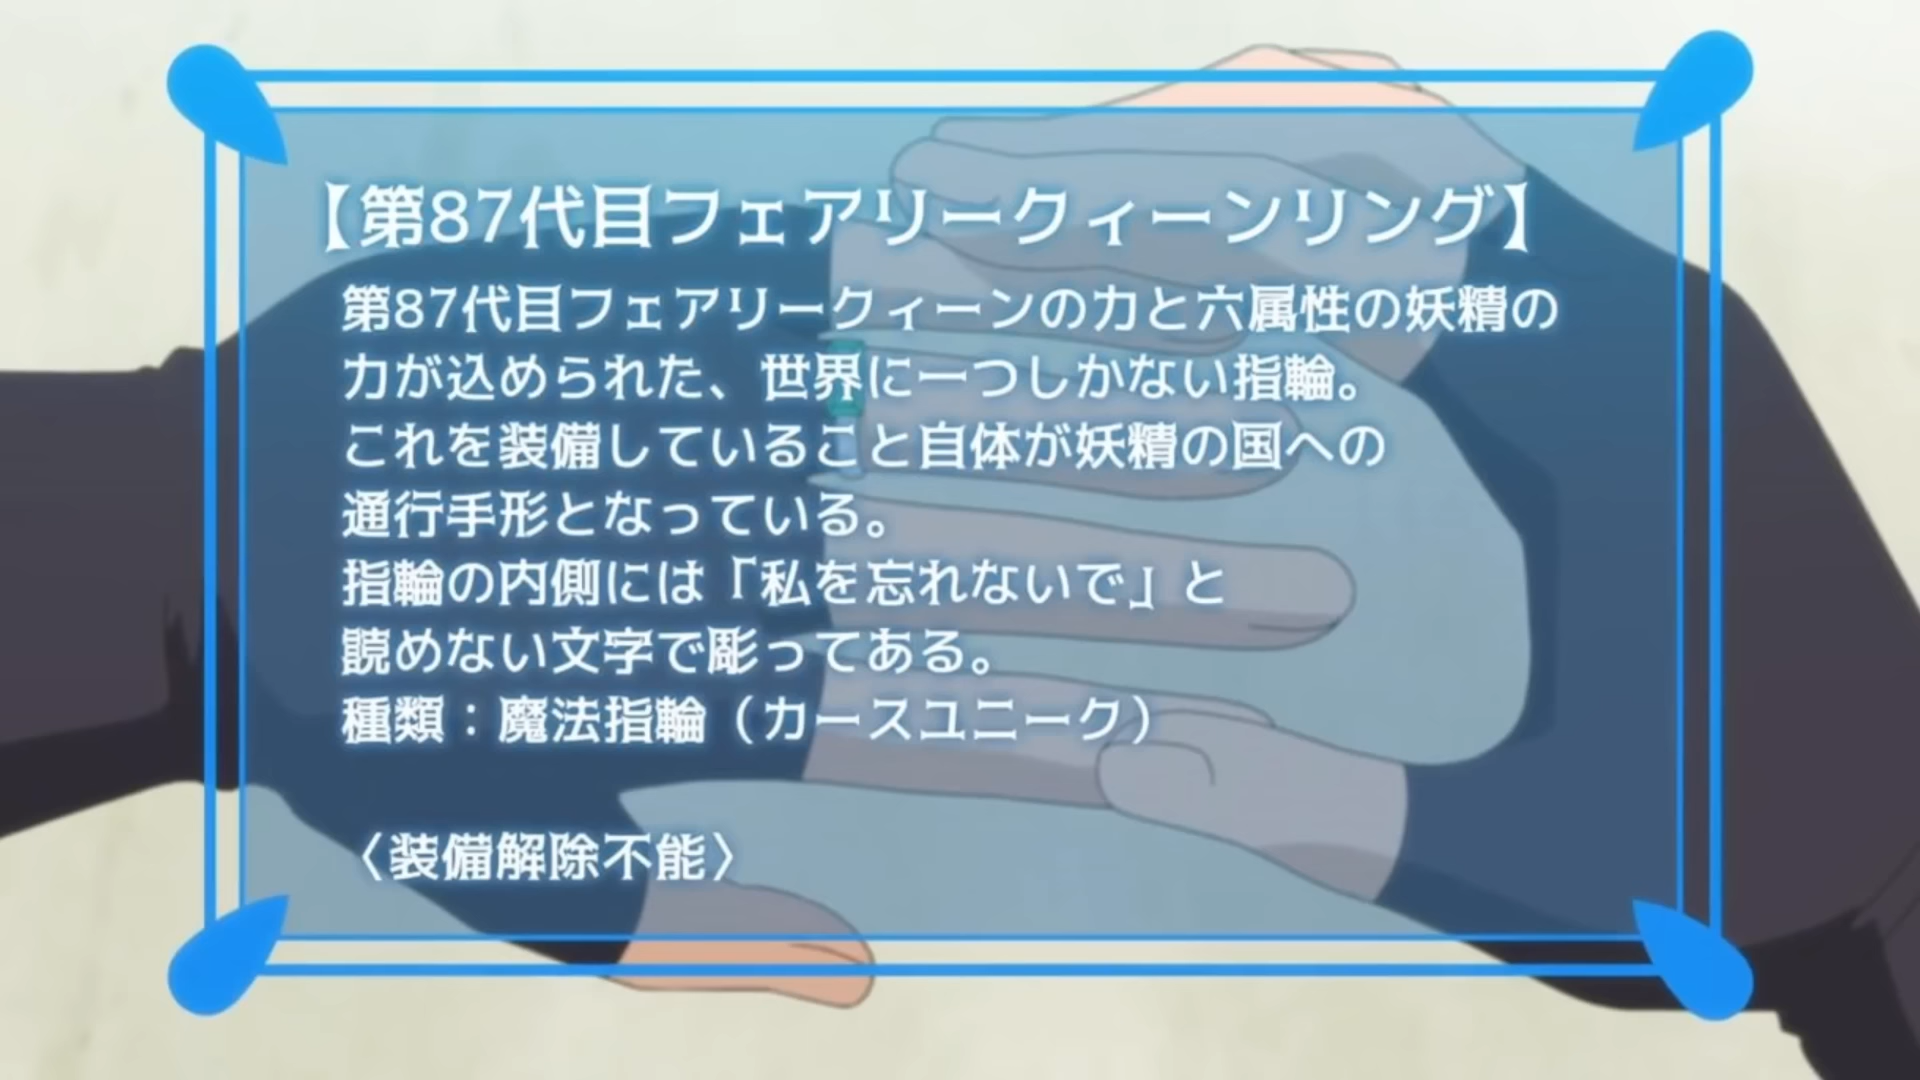 【第87代目フェアリークィーンリング】
第87代目フェアリークィーンの力と六属性の妖精の
力が込められた、世界に一つしかない指輪。
これを装備していること自体が妖精の国への
通行手形となっている。
指輪の内側には「私を忘れないで」と
読めない文字で彫ってある。
種類：魔法指輪（カースユニーク）
〈装備解除不能〉